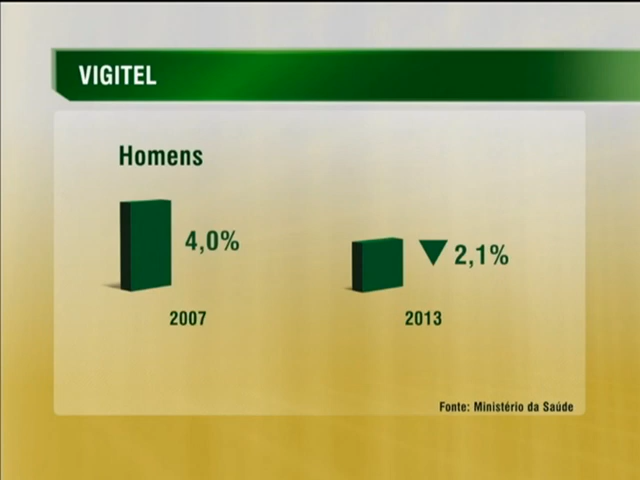 VIGITEL
Homens
4,0%
2,1%
2007
2013
Fonte: Ministério da Saúde